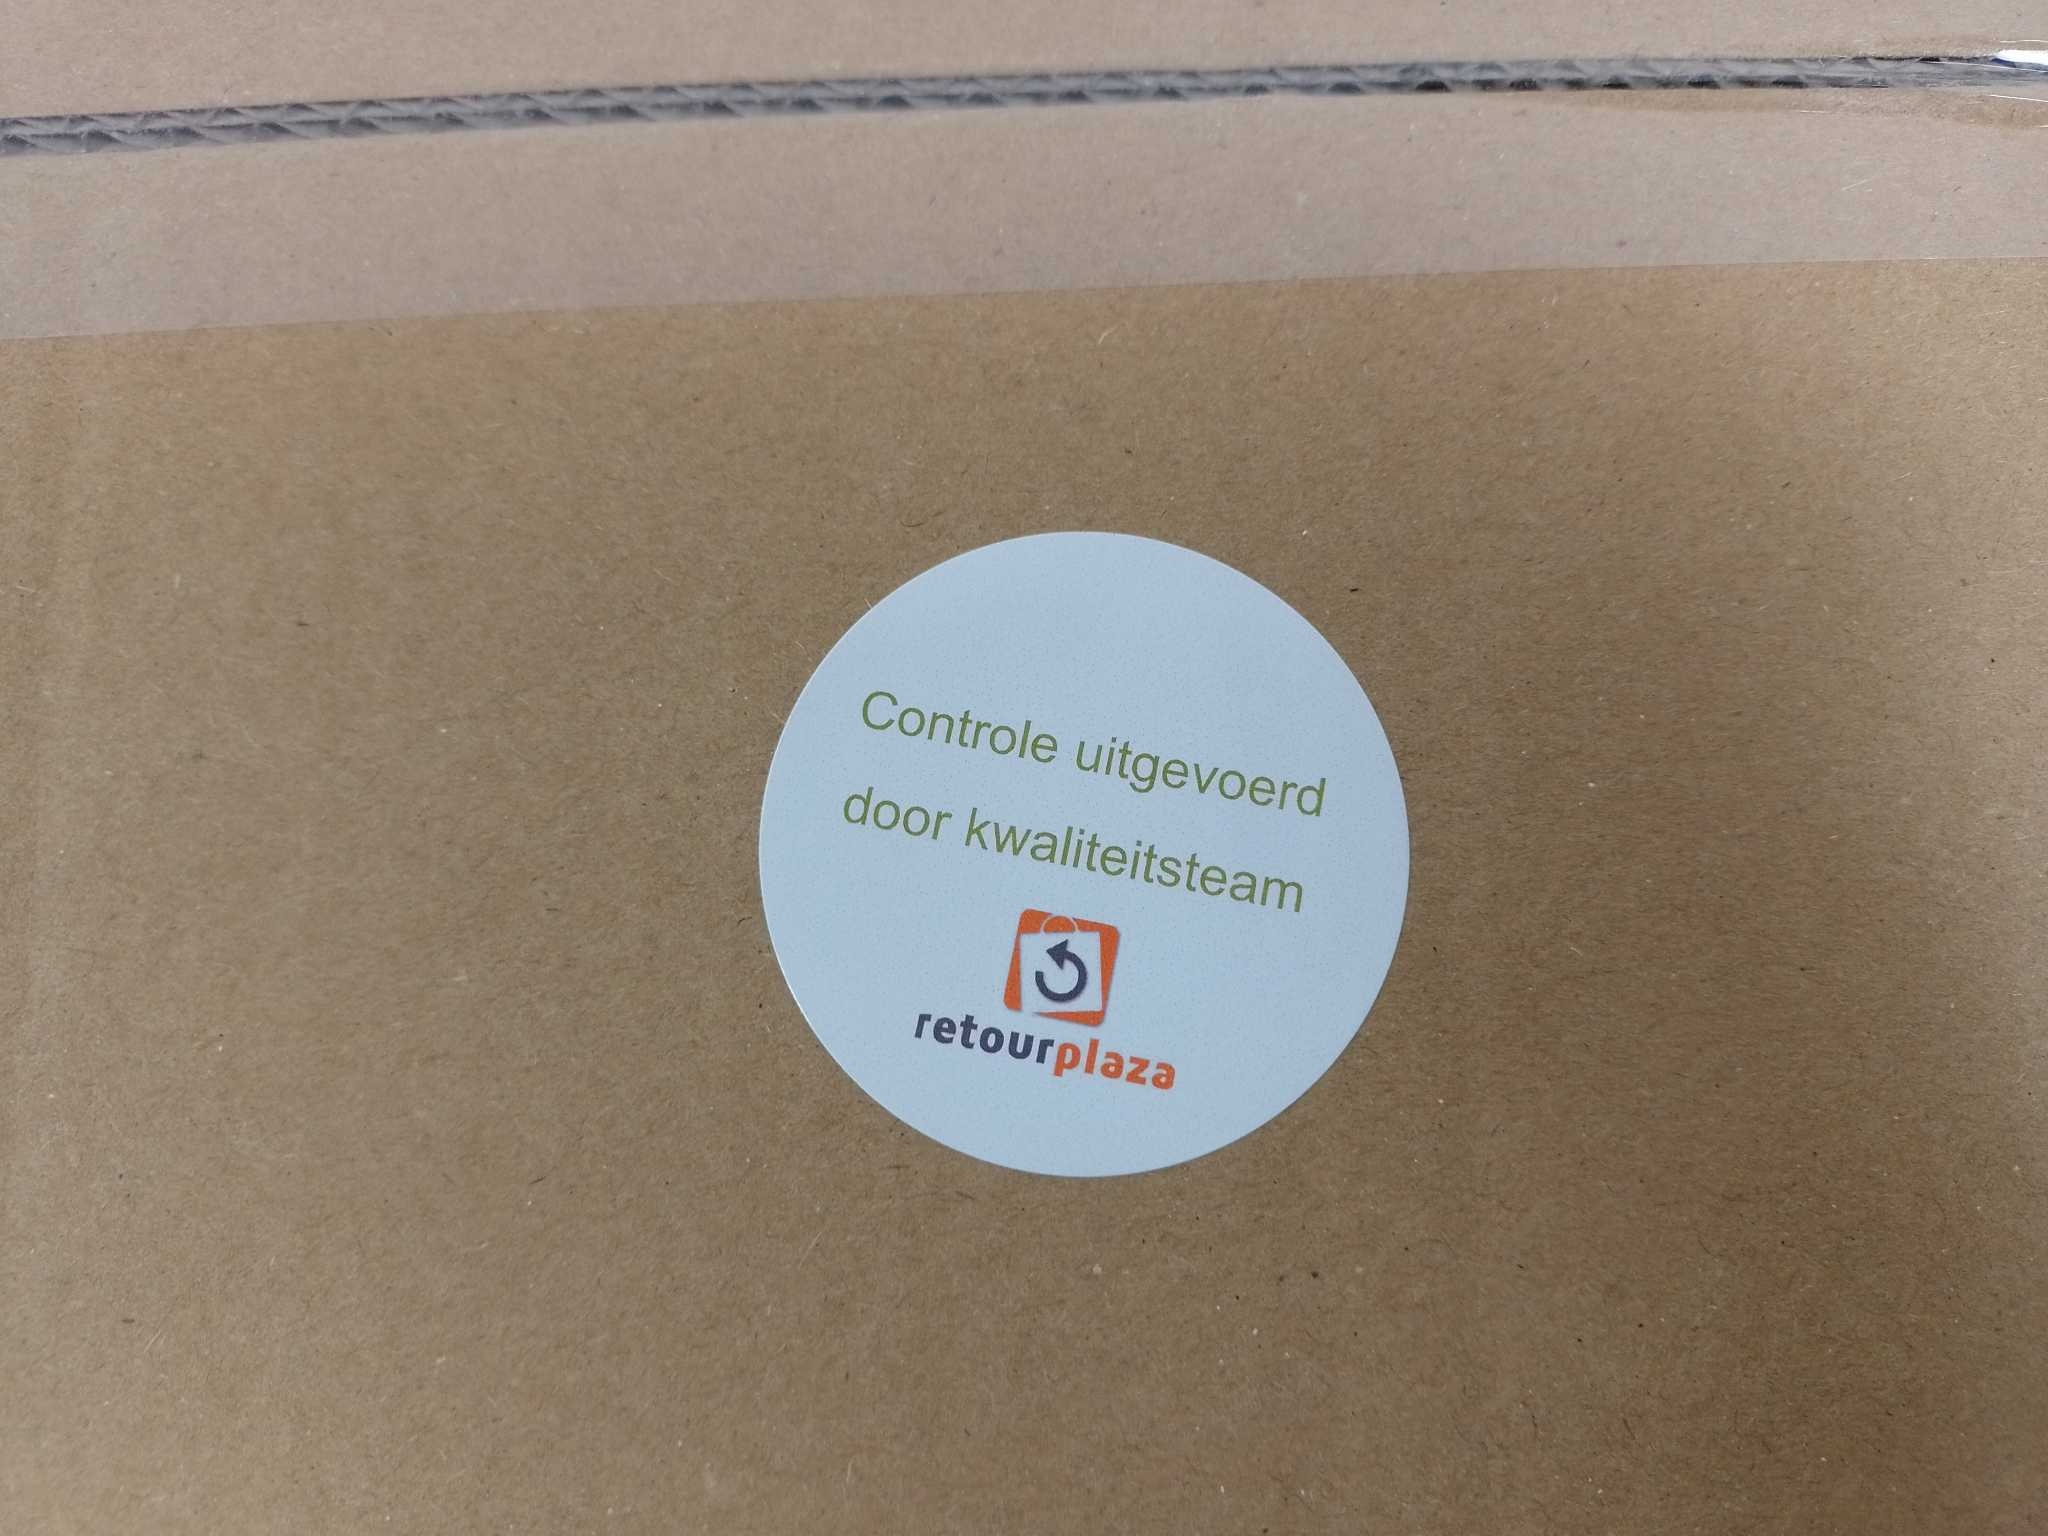 Controle uitgevoerd
door kwaliteitsteam
retourplaza